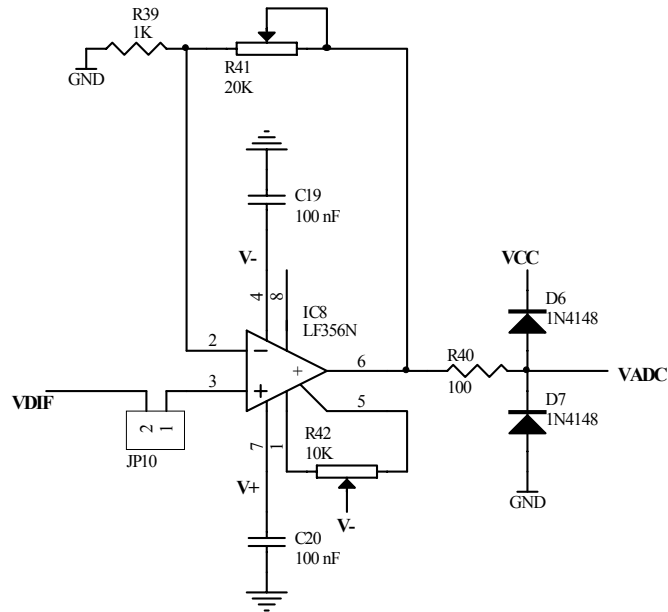 R39
1K
GND
R41
20K
C19
100 nF
V-
4
8
IC8
LF356N
2
6
3
5
VDIF
2
1
JP10
7
1
R42
10K
V+
V-
C20
100 nF
R40
100
VCC
D6
1N4148
VADC
D7
1N4148
GND